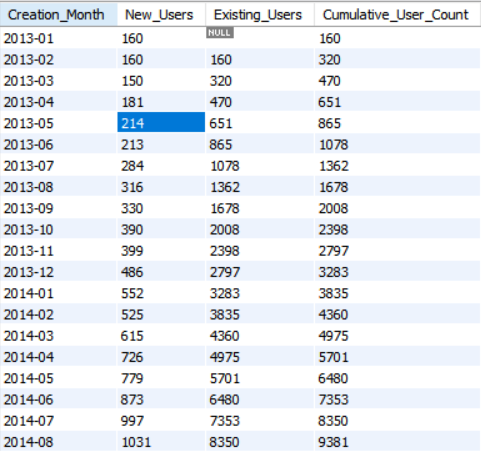 Creation_Month New_Users Existing_Users Cumulative_User_Count
2013-01 160 NULL 160
2013-02 160 160 320
2013-03 150 320 470
2013-04 181 470 651
2013-05 214 651 865
2013-06 213 865 1078
2013-07 284 1078 1362
2013-08 316 1362 1678
2013-09 330 1678 2008
2013-10 390 2008 2398
2013-11 399 2398 2797
2013-12 486 2797 3283
2014-01 552 3283 3835
2014-02 525 3835 4360
2014-03 615 4360 4975
2014-04 726 4975 5701
2014-05 779 5701 6480
2014-06 873 6480 7353
2014-07 997 7353 8350
2014-08 1031 8350 9381